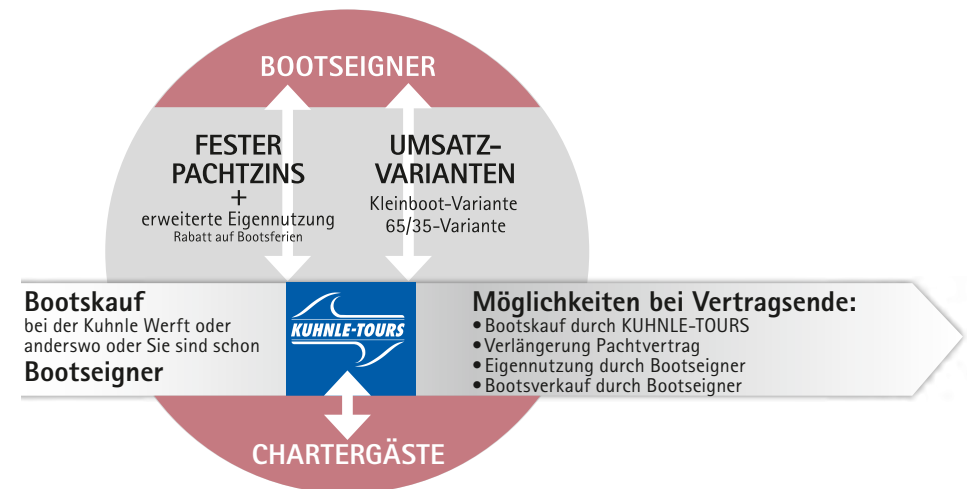 BOOTSEIGNER
FESTER
PACHTZINS
+
erweiterte Eigennutzung
Rabatt auf Bootsferien
UMSATZ-
VARIANTEN
Kleinboot-Variante
65/35-Variante
Bootskauf
bei der Kuhnle Werft oder
anderswo oder Sie sind schon
Bootseigner
KUHNLE-TOURS
Möglichkeiten bei Vertragsende:
• Bootskauf durch KUHNLE-TOURS
• Verlängerung Pachtvertrag
• Eigennutzung durch Bootseigner
• Bootsverkauf durch Bootseigner
CHARTERGÄSTE